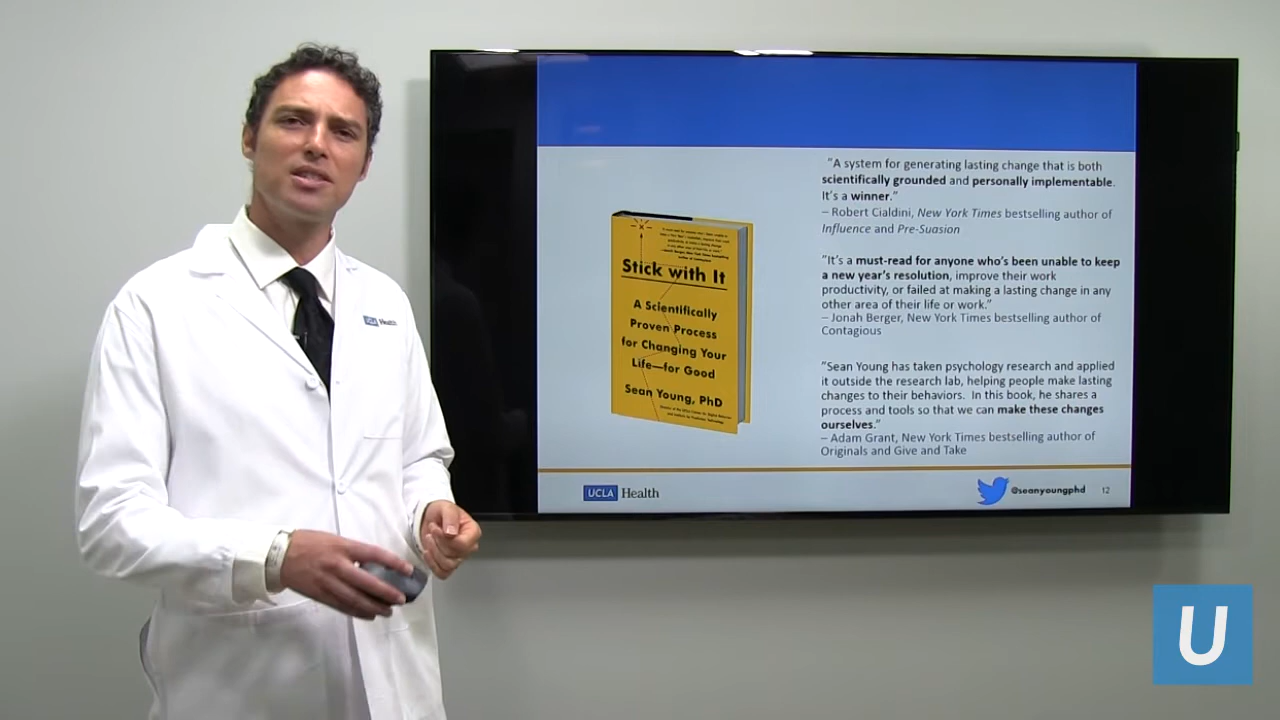 "A system for generating lasting change that is both
scientifically grounded and personally implementable.
It's a winner."
– Robert Cialdini, New York Times bestselling author of
Influence and Pre-Suasion
"It's a must-read for anyone who's been unable to keep
a new year's resolution, improve their work
productivity, or failed at making a lasting change in any
other area of their life or work."
– Jonah Berger, New York Times bestselling author of
Contagious
"Sean Young has taken psychology research and applied
it outside the research lab, helping people make lasting
changes to their behaviors. In this book, he shares a
process and tools so that we can make these changes
ourselves."
– Adam Grant, New York Times bestselling author of
Originals and Give and Take
Stick with It
A Scientifically
Proven Process
for Changing Your
Life—for Good
Sean Young, PhD
UCLA Health
@seanyoungphd 12
UCLA Health
U